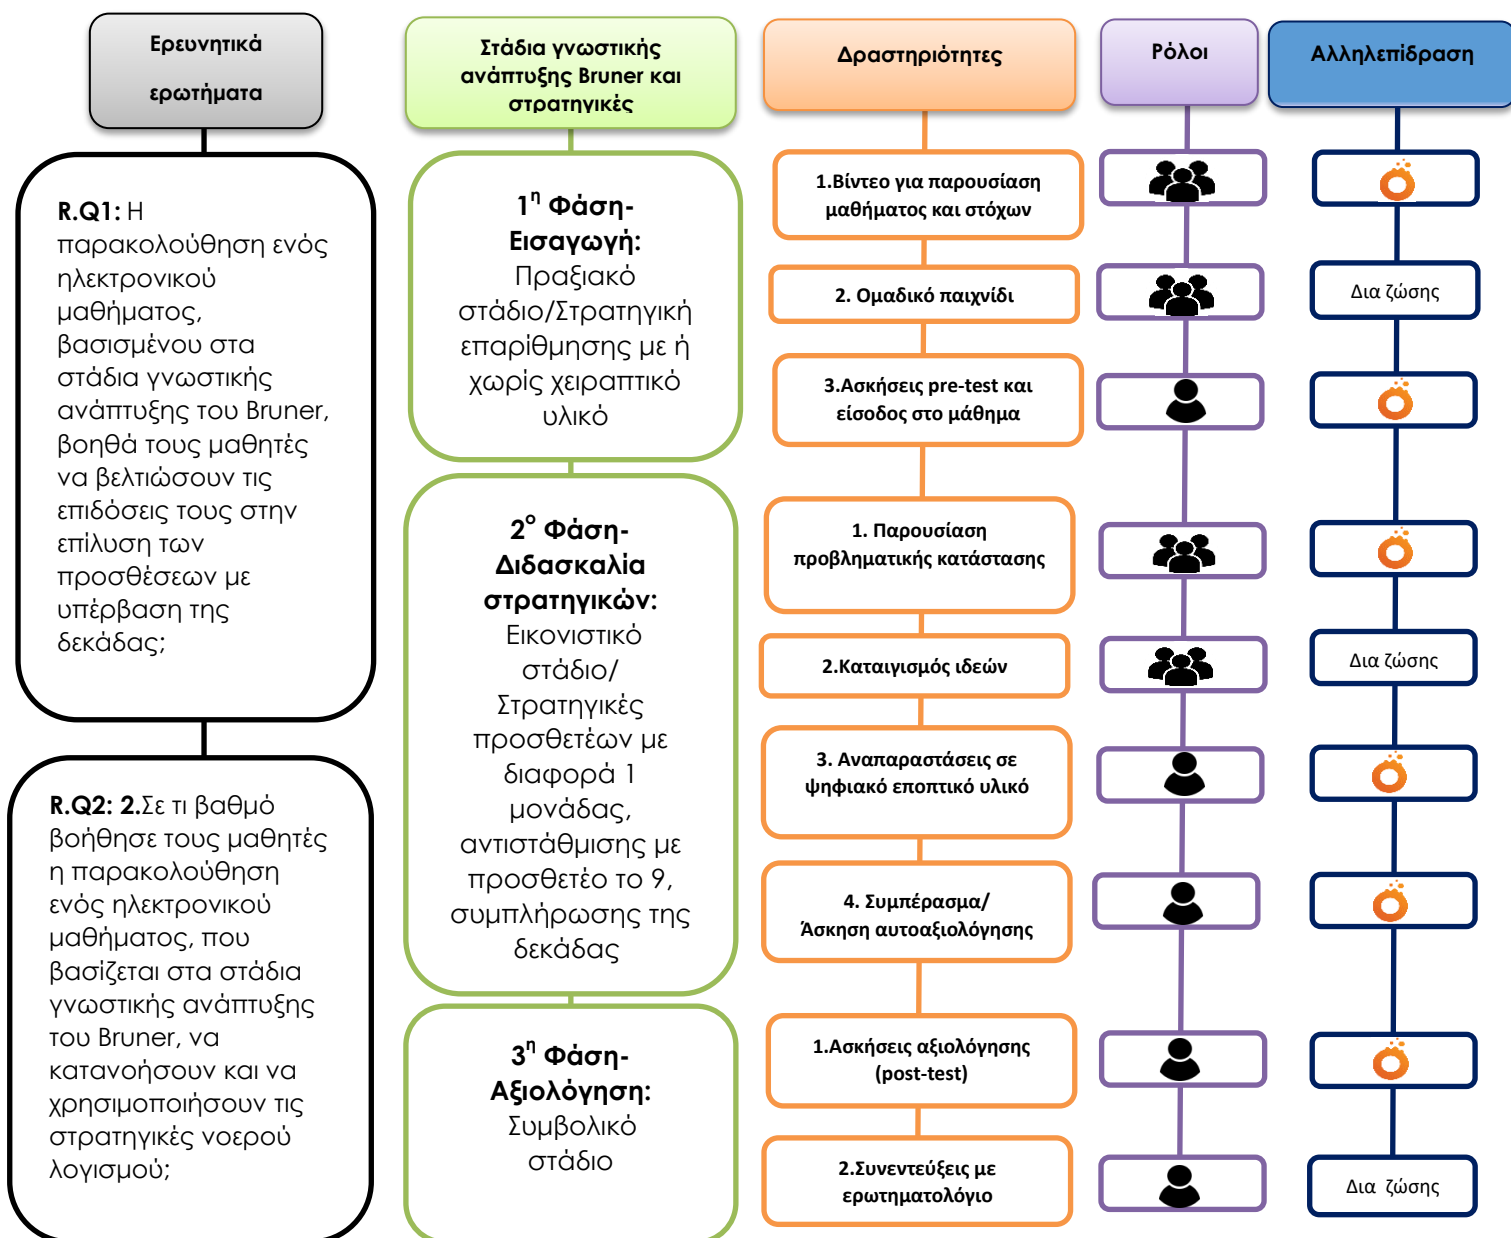 Ερευνητικά
ερωτήματα
Στάδια γνωστικής
ανάπτυξης Bruner και
στρατηγικές
Δραστηριότητες
Ρόλοι
Αλληλεπίδραση
R.Q1: Η
παρακολούθηση ενός
ηλεκτρονικού
μαθήματος,
βασισμένου στα
στάδια γνωστικής
ανάπτυξης του Bruner,
βοηθά τους μαθητές
να βελτιώσουν τις
επιδόσεις τους στην
επίλυση των
προσθέσεων με
υπέρβαση της
δεκάδας;
R.Q2: 2.Σε τι βαθμό
βοήθησε τους μαθητές
η παρακολούθηση
ενός ηλεκτρονικού
μαθήματος, που
βασίζεται στα στάδια
γνωστικής ανάπτυξης
του Bruner, να
κατανοήσουν και να
χρησιμοποιήσουν τις
στρατηγικές νοερού
λογισμού;
1η Φάση-
Εισαγωγή:
Πραξιακό
στάδιο/Στρατηγική
επαρίθμησης με ή
χωρίς χειραπτικό
υλικό
2ο Φάση-
Διδασκαλία
στρατηγικών:
Εικονιστικό
στάδιο/
Στρατηγικές
προσθετέων με
διαφορά 1
μονάδας,
αντιστάθμισης με
προσθετέο το 9,
συμπλήρωσης της
δεκάδας
3η Φάση-
Αξιολόγηση:
Συμβολικό
στάδιο
1.Βίντεο για παρουσίαση
μαθήματος και στόχων
2. Ομαδικό παιχνίδι
3.Ασκήσεις pre-test και
είσοδος στο μάθημα
1. Παρουσίαση
προβληματικής κατάστασης
2.Καταιγισμός ιδεών
3. Αναπαραστάσεις σε
ψηφιακό εποπτικό υλικό
4. Συμπέρασμα/
Άσκηση αυτοαξιολόγησης
1.Ασκήσεις αξιολόγησης
(post-test)
2.Συνεντεύξεις με
ερωτηματολόγιο
Δια ζώσης
Δια ζώσης
Δια ζώσης